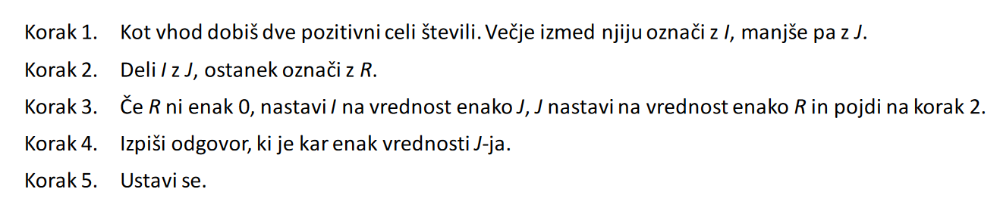 Korak 1. Kot vhod dobiš dve pozitivni celi števili. Večje izmed njiju označi z I, manjše pa z J.
Korak 2. Deli I z J, ostanek označi z R.
Korak 3. Če R ni enak 0, nastavi I na vrednost enako J, J nastavi na vrednost enako R in pojdi na korak 2.
Korak 4. Izpiši odgovor, ki je kar enak vrednosti J-ja.
Korak 5. Ustavi se.